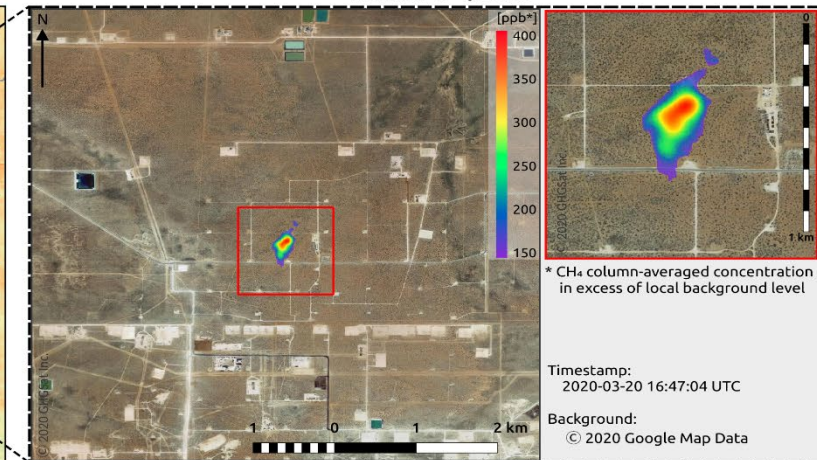 N
[ppb*]
400
350
300
250
200
150
© 2020 GHGSat Inc.
1 0 1 2 km
0
1 km
© 2020 GHGSat Inc.
* CH₄ column-averaged concentration
in excess of local background level
Timestamp:
2020-03-20 16:47:04 UTC
Background:
© 2020 Google Map Data